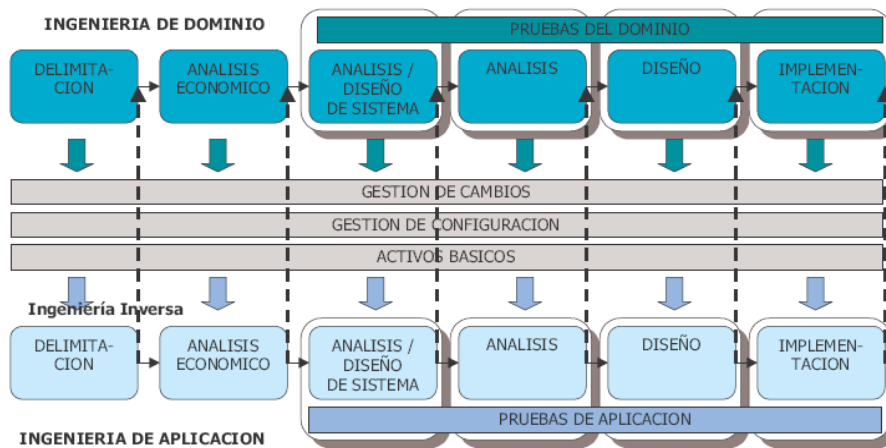 INGENIERIA DE DOMINIO
PRUEBAS DEL DOMINIO
DELIMITA-
CION
ANALISIS
ECONOMICO
ANALISIS /
DISEÑO
DE SISTEMA
ANALISIS
DISEÑO
IMPLEMEN-
TACION
GESTION DE CAMBIOS
GESTION DE CONFIGURACION
ACTIVOS BASICOS
Ingeniería Inversa
DELIMITA-
CION
ANALISIS
ECONOMICO
ANALISIS /
DISEÑO
DE SISTEMA
ANALISIS
DISEÑO
IMPLEMEN-
TACION
PRUEBAS DE APLICACION
INGENIERIA DE APLICACION